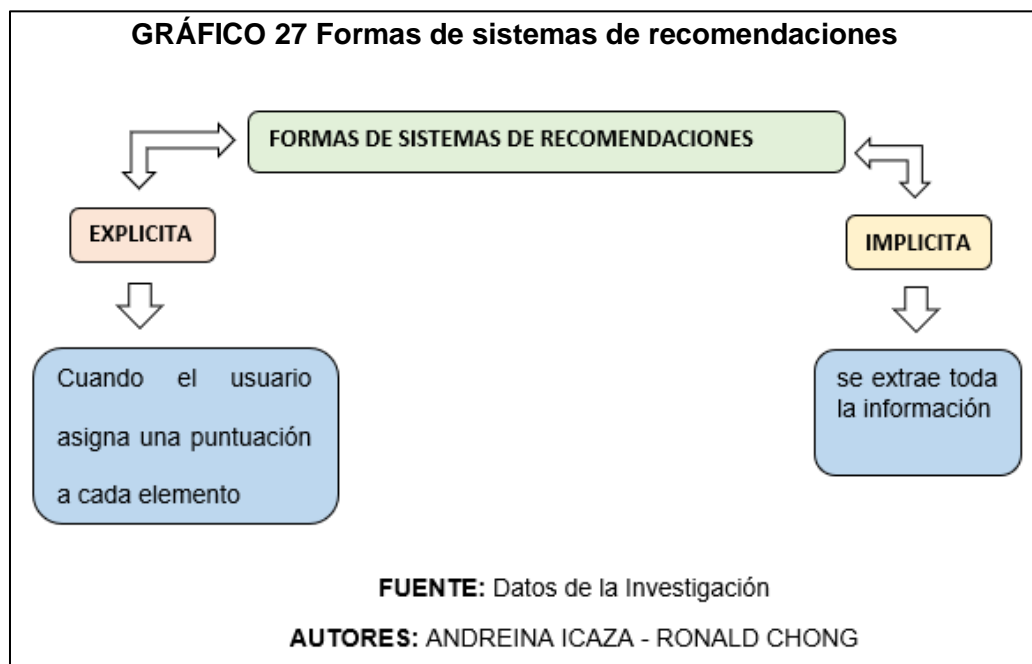 GRÁFICO 27 Formas de sistemas de recomendaciones
FORMAS DE SISTEMAS DE RECOMENDACIONES
EXPLICITA
IMPLICITA
Cuando el usuario
asigna una puntuación
a cada elemento
se extrae toda
la información
FUENTE: Datos de la Investigación
AUTORES: ANDREINA ICAZA - RONALD CHONG